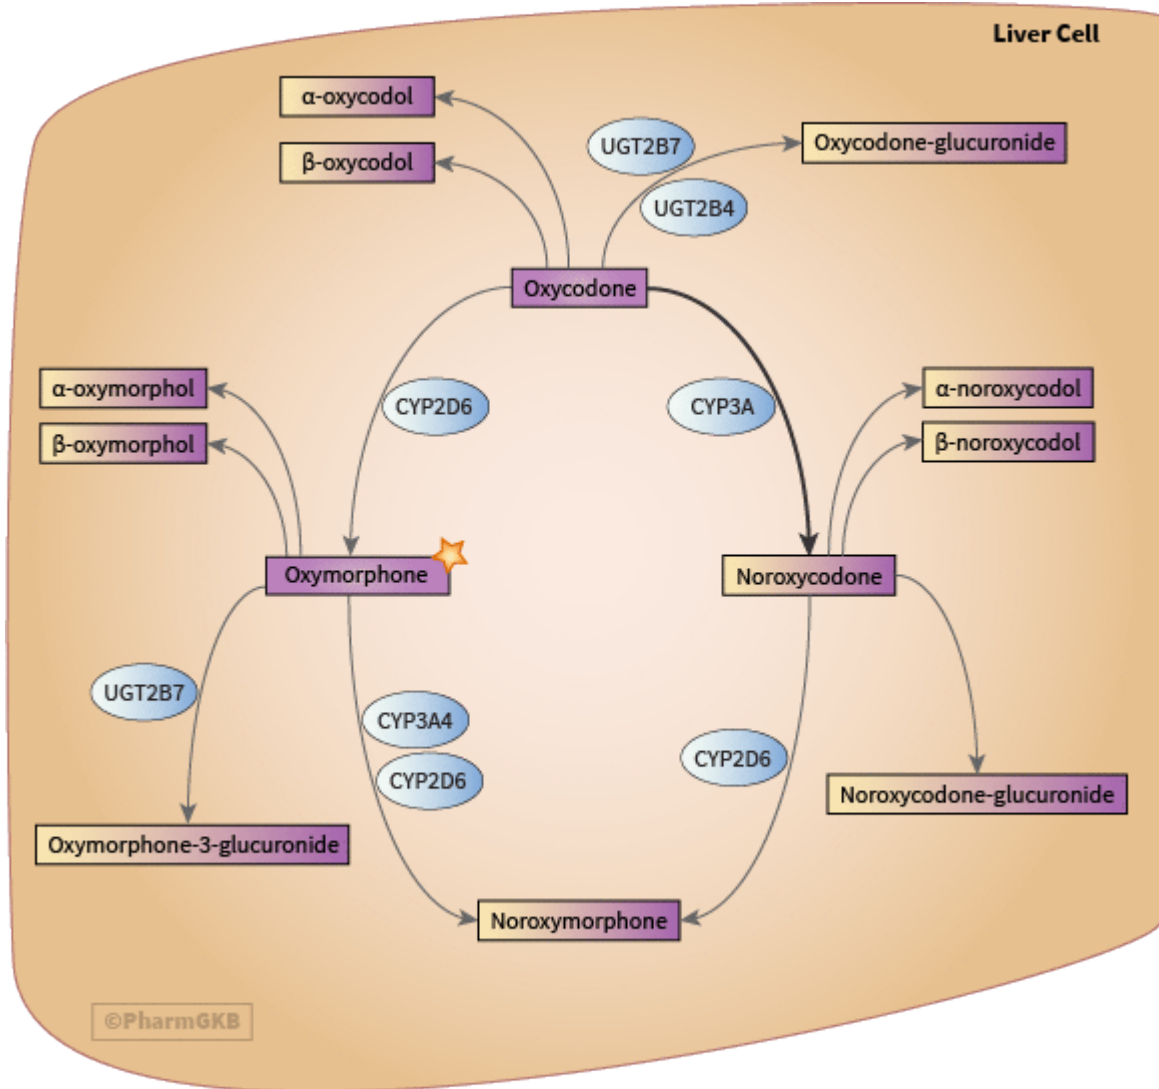 Liver Cell
α-oxycodol
β-oxycodol
UGT2B7
Oxycodone-glucuronide
UGT2B4
Oxycodone
α-oxymorphol
β-oxymorphol
CYP2D6
CYP3A
α-noroxycodol
β-noroxycodol
Oxymorphone
Noroxycodone
UGT2B7
CYP3A4
CYP2D6
CYP2D6
Noroxycodone-glucuronide
Oxymorphone-3-glucuronide
Noroxymorphone
©PharmGKB